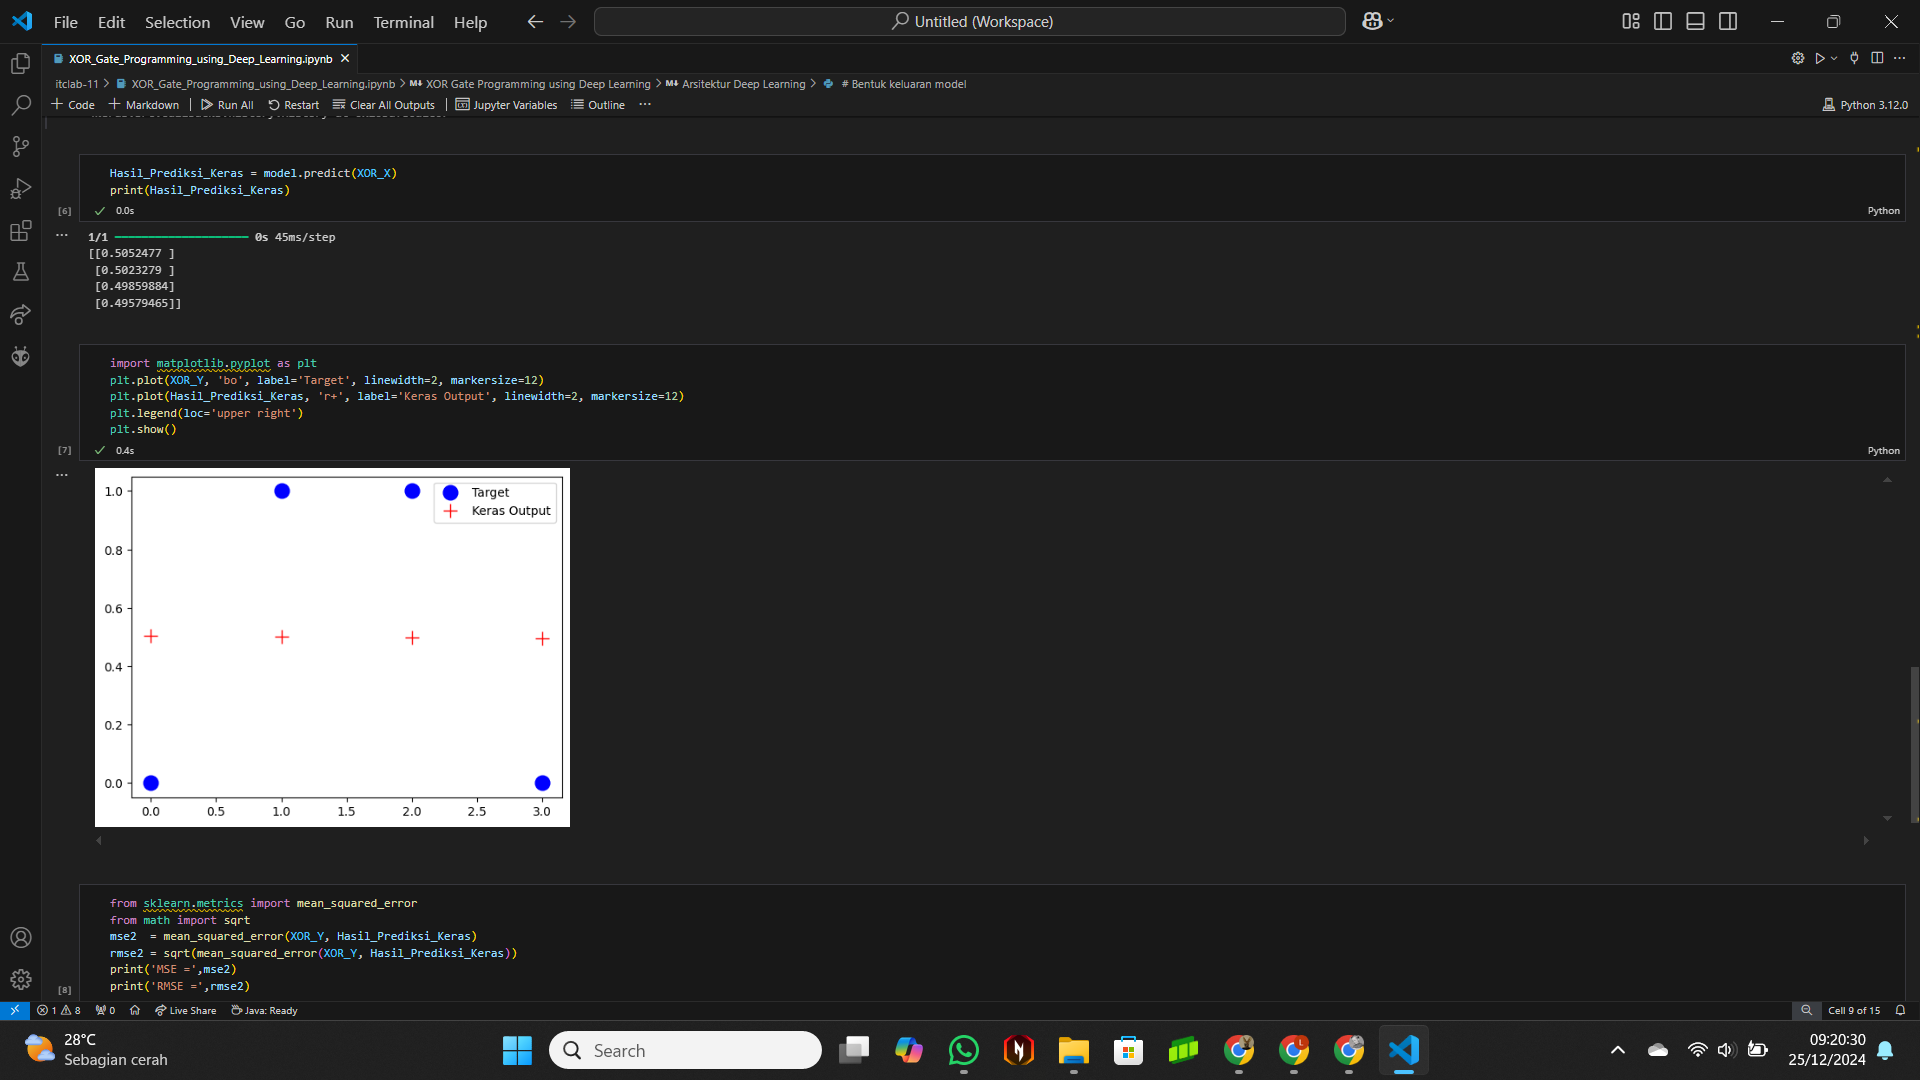 File Edit Selection View Go Run Terminal Help
Untitled (Workspace)
XOR_Gate_Programming_using_Deep_Learning.ipynb
itclab-11 > XOR_Gate_Programming_using_Deep_Learning.ipynb > M↓ XOR Gate Programming using Deep Learning > M↓ Arsitektur Deep Learning > # Bentuk keluaran model
+ Code + Markdown | Run All Restart Clear All Outputs | Jupyter Variables Outline ...
Python 3.12.0
Hasil_Prediksi_Keras = model.predict(XOR_X)
print(Hasil_Prediksi_Keras)
[6] 0.0s Python
1/1 0s 45ms/step
[[0.5052477 ]
[0.5023279 ]
[0.49859884]
[0.49579465]]
import matplotlib.pyplot as plt
plt.plot(XOR_Y, 'bo', label='Target', linewidth=2, markersize=12)
plt.plot(Hasil_Prediksi_Keras, 'r+', label='Keras Output', linewidth=2, markersize=12)
plt.legend(loc='upper right')
plt.show()
[7] 0.4s Python
Target
Keras Output
1.0
0.8
0.6
0.4
0.2
0.0
0.0 0.5 1.0 1.5 2.0 2.5 3.0
from sklearn.metrics import mean_squared_error
from math import sqrt
mse2  = mean_squared_error(XOR_Y, Hasil_Prediksi_Keras)
rmse2 = sqrt(mean_squared_error(XOR_Y, Hasil_Prediksi_Keras))
print('MSE =',mse2)
print('RMSE =',rmse2)
[8]
1 8 0 Live Share Java: Ready
Cell 9 of 15
28°C
Sebagian cerah
Search
09:20:30
25/12/2024